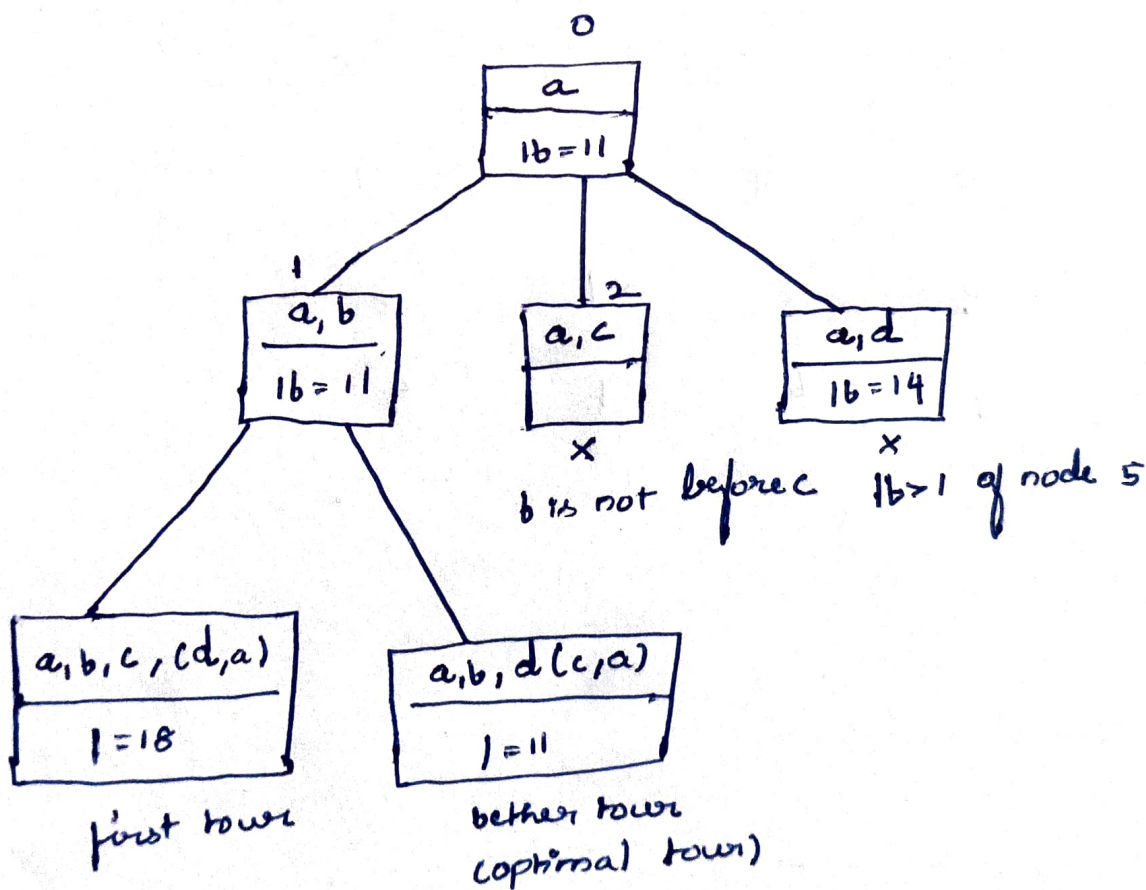 0
a
lb = 11
1
a, b
lb = 11
2
a, c
a, d
lb = 14
x
x
b is not before c
lb > l of node 5
a, b, c, (d, a)
l = 18
a, b, d (c, a)
l = 11
first tour
bether tour
(optimal tour)